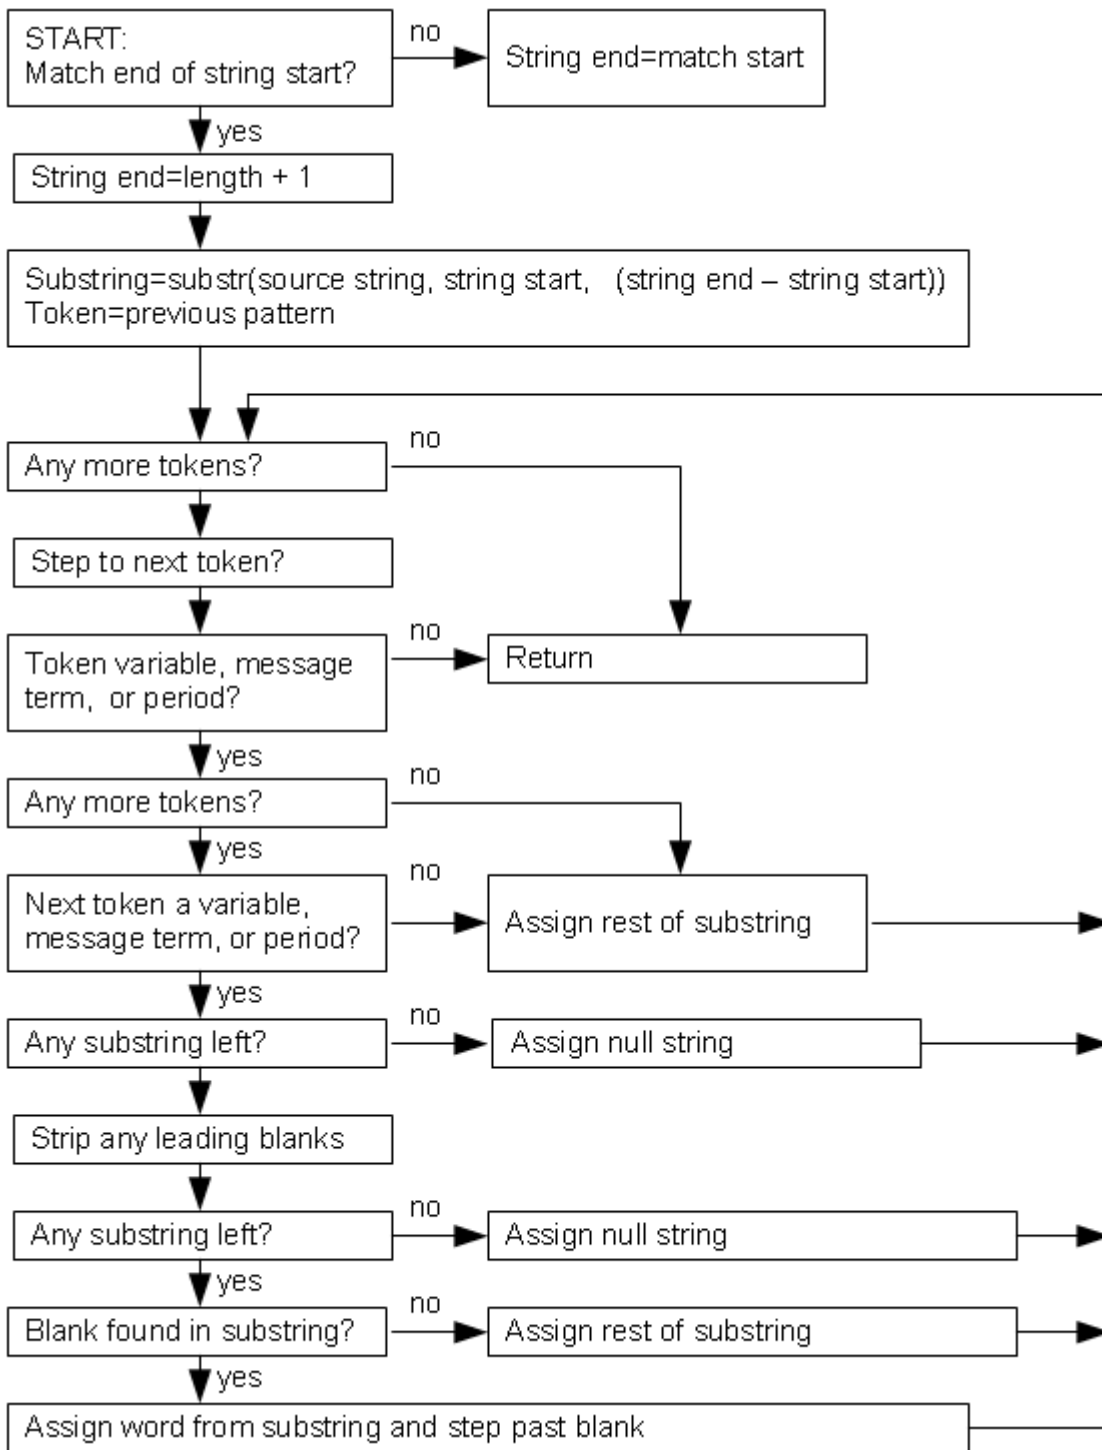 START:
Match end of string start?
no
String end=match start
yes
String end=length + 1
Substring=substr(source string, string start, (string end – string start))
Token=previous pattern
Any more tokens?
no
Step to next token?
Token variable, message
term, or period?
no
Return
yes
Any more tokens?
no
yes
Next token a variable,
message term, or period?
no
Assign rest of substring
yes
Any substring left?
no
Assign null string
Strip any leading blanks
Any substring left?
no
Assign null string
yes
Blank found in substring?
no
Assign rest of substring
yes
Assign word from substring and step past blank